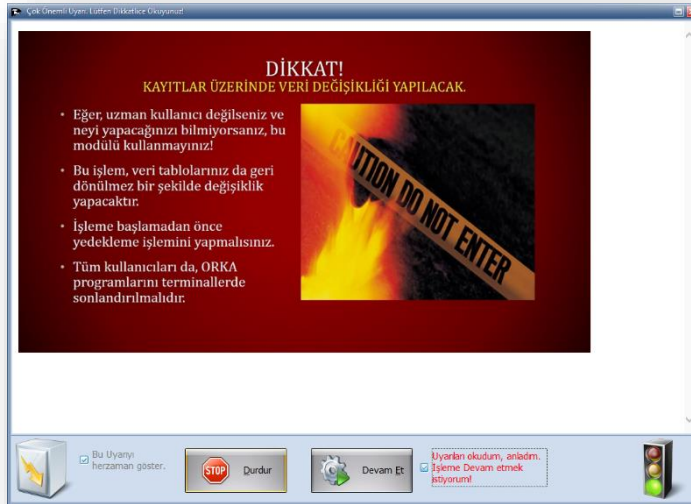 Çok Önemli Uyarı. Lütfen Dikkatlice Okuyunuz!
DİKKAT!
KAYITLAR ÜZERİNDE VERİ DEĞİŞİKLİĞİ YAPILACAK.
• Eğer, uzman kullanıcı değilseniz ve
neyi yapacağınızı bilmiyorsanız, bu
modülü kullanmayınız!
• Bu işlem, veri tablolarınız da geri
dönülmez bir şekilde değişiklik
yapacaktır.
• İşleme başlamadan önce
yedekleme işlemini yapmalısınız.
• Tüm kullanıcıları da, ORKA
programlarını terminallerde
sonlandırılmalıdır.
CAUTION DO NOT ENTER
Bu Uyarıyı
herzaman göster.
STOP
Durdur
Devam Et
Uyarıları okudum, anladım.
İşleme Devam etmek
istiyorum!